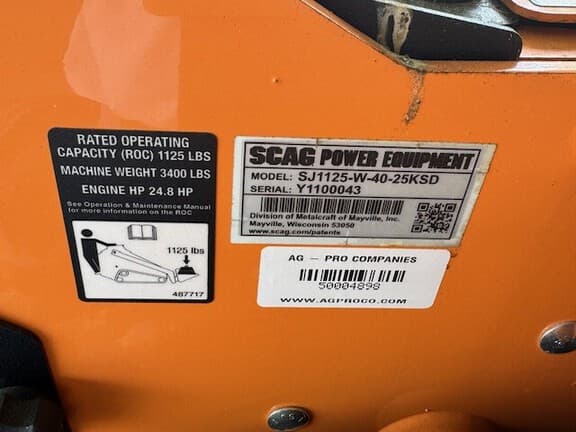 RATED OPERATING
CAPACITY (ROC) 1125 LBS
MACHINE WEIGHT 3400 LBS
ENGINE HP 24.8 HP
See Operation & Maintenance Manual
for more information on the ROC
1125 lbs
487717
SCAG POWER EQUIPMENT
MODEL: SJ1125-W-40-25KSD
SERIAL: Y1100043
Division of Metalcraft of Mayville, Inc.
Mayville, Wisconsin 53050
www.scag.com/patents
AG - PRO COMPANIES
50004898
WWW.AGPROCO.COM